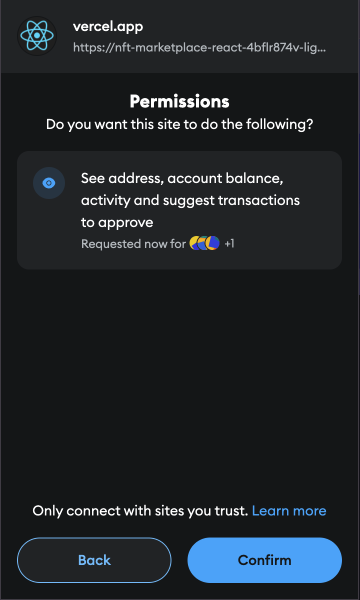 vercel.app
https://nft-marketplace-react-4bflr874v-lig...
Permissions
Do you want this site to do the following?
See address, account balance,
activity and suggest transactions
to approve
Requested now for +1
Only connect with sites you trust. Learn more
Back
Confirm